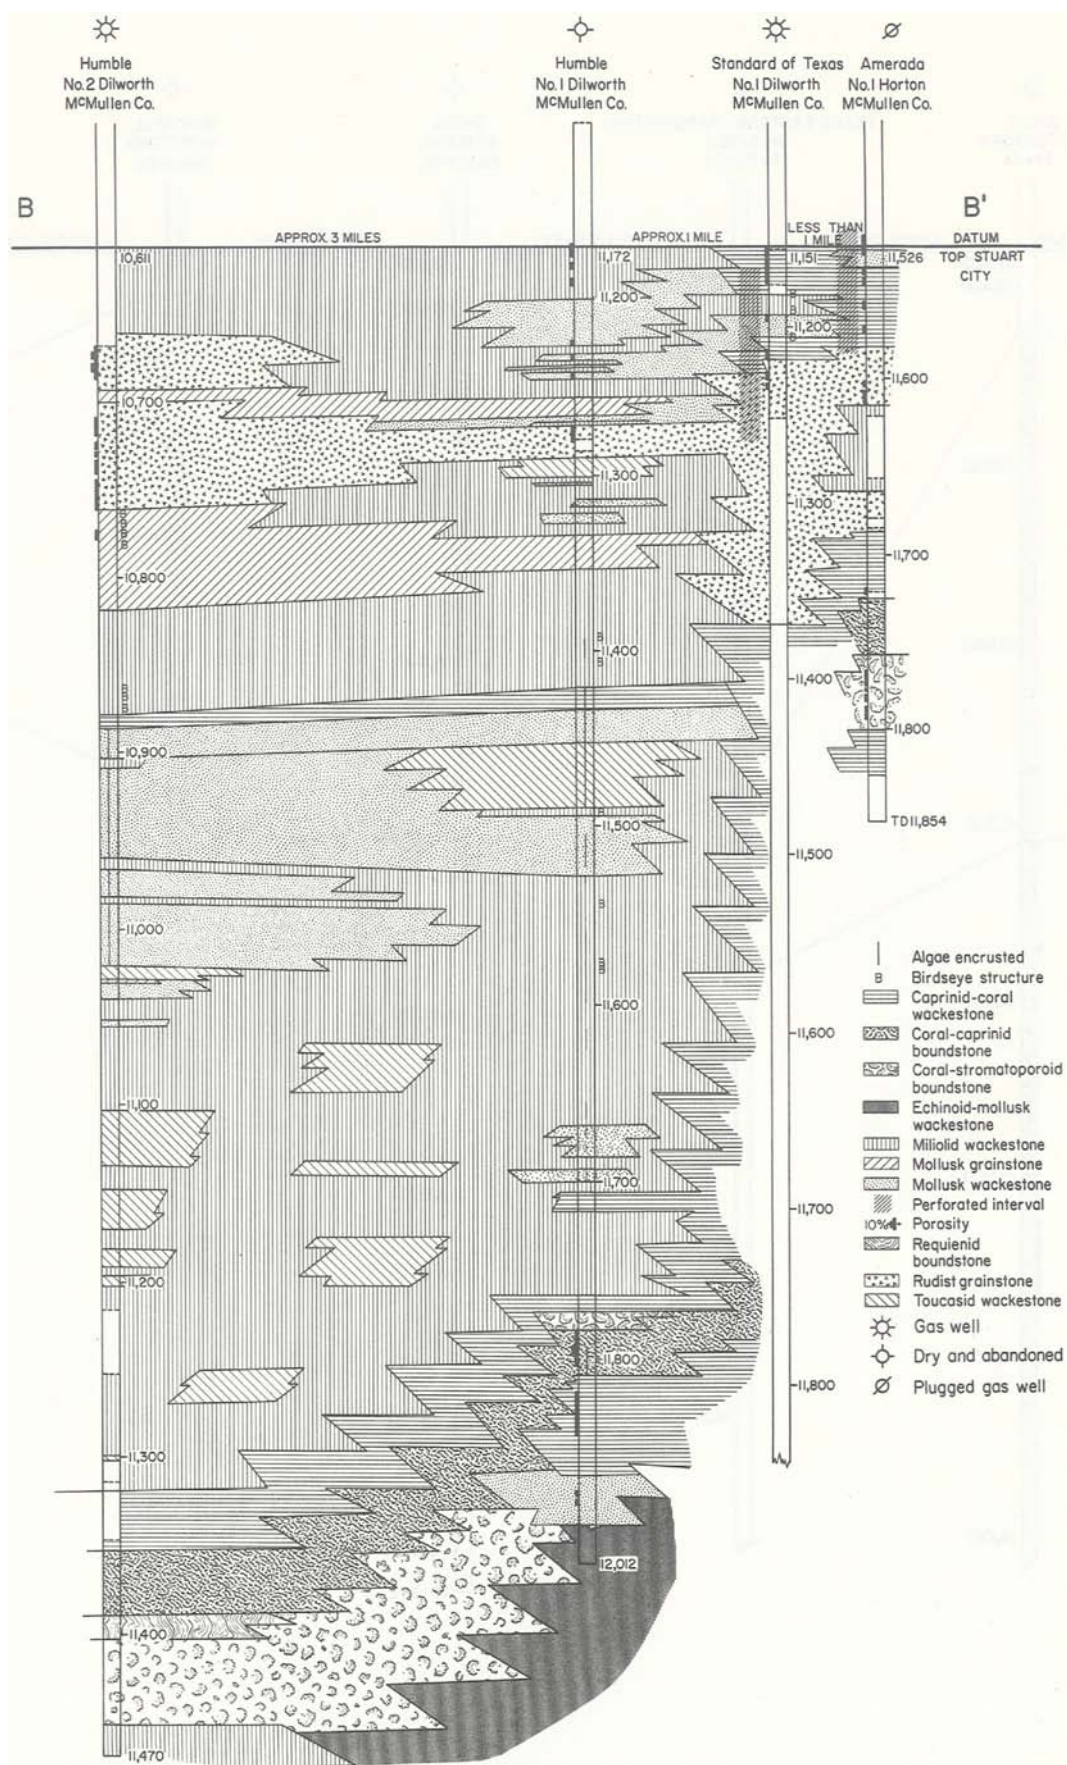 Humble
No.2 Dilworth
McMullen Co.
Humble
No.1 Dilworth
McMullen Co.
Standard of Texas
No.1 Dilworth
McMullen Co.
Amerada
No.1 Horton
McMullen Co.
B
B'
APPROX. 3 MILES
APPROX. 1 MILE
LESS THAN
1 MILE
DATUM
TOP STUART
CITY
10,611
10,700
10,800
10,900
11,000
11,100
11,200
11,300
11,400
11,470
B
B
B
B
B
B
B
11,172
11,200
11,300
B
11,400
B
B
11,500
B
B
B
11,600
11,700
11,800
12,012
11,151
B
B
11,200
B
11,300
11,400
11,500
11,600
11,700
11,800
11,526
11,600
11,700
11,800
TD 11,854
Algae encrusted
B Birdseye structure
Caprinid-coral
wackestone
Coral-caprinid
boundstone
Coral-stromatoporoid
boundstone
Echinoid-mollusk
wackestone
Miliolid wackestone
Mollusk grainstone
Mollusk wackestone
Perforated interval
10% Porosity
Requienid
boundstone
Rudist grainstone
Toucasid wackestone
Gas well
Dry and abandoned
Plugged gas well